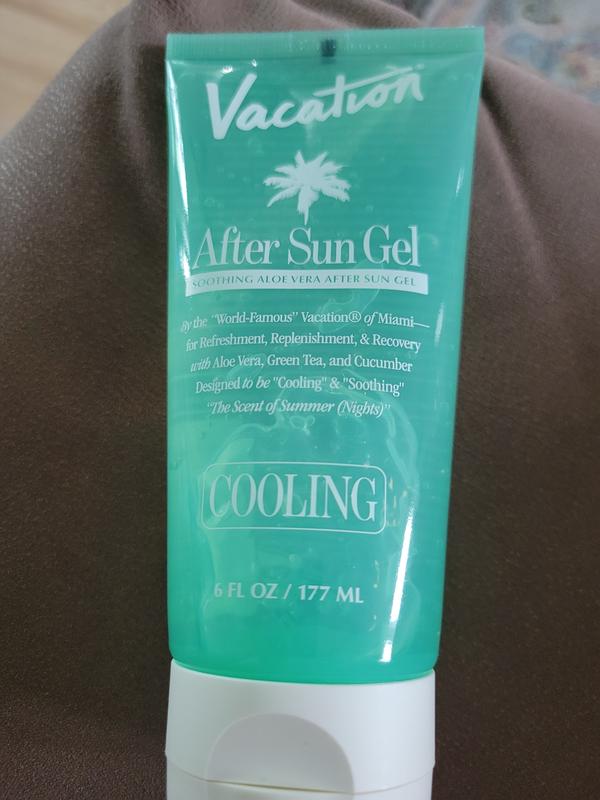 Vacation
After Sun Gel
SOOTHING ALOE VERA AFTER SUN GEL
By the "World-Famous" Vacation® of Miami—
for Refreshment, Replenishment, & Recovery
with Aloe Vera, Green Tea, and Cucumber
Designed to be "Cooling" & "Soothing"
"The Scent of Summer (Nights)"
COOLING
6 FL OZ / 177 ML